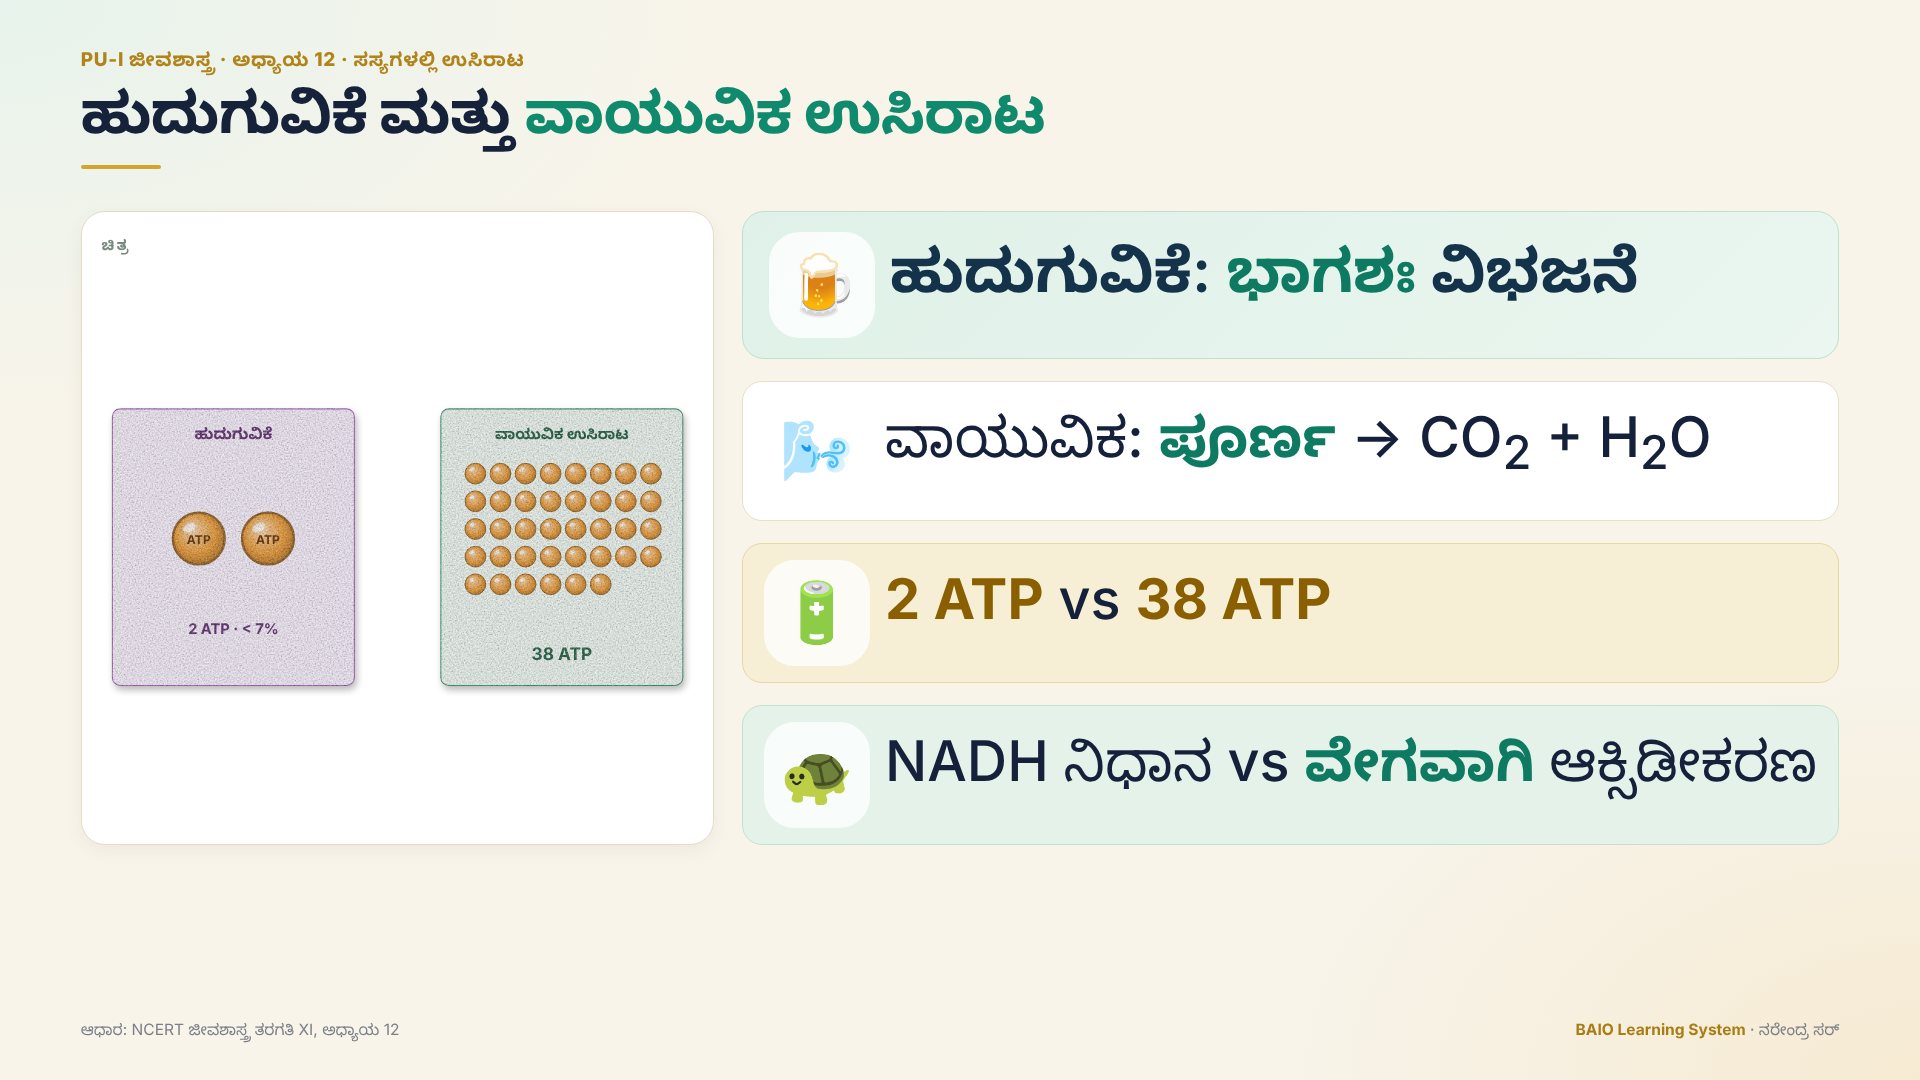 PU-I ಜೀವಶಾಸ್ತ್ರ · ಅಧ್ಯಾಯ 12 · ಸಸ್ಯಗಳಲ್ಲಿ ಉಸಿರಾಟ
ಹುದುಗುವಿಕೆ ಮತ್ತು ವಾಯುವಿಕ ಉಸಿರಾಟ
ಚಿತ್ರ
ಹುದುಗುವಿಕೆ
ATP ATP
2 ATP · < 7%
ವಾಯುವಿಕ ಉಸಿರಾಟ
38 ATP
ಹುದುಗುವಿಕೆ: ಭಾಗಶಃ ವಿಭಜನೆ
ವಾಯುವಿಕ: ಪೂರ್ಣ → CO₂ + H₂O
2 ATP vs 38 ATP
NADH ನಿಧಾನ vs ವೇಗವಾಗಿ ಆಕ್ಸಿಡೀಕರಣ
ಆಧಾರ: NCERT ಜೀವಶಾಸ್ತ್ರ ತರಗತಿ XI, ಅಧ್ಯಾಯ 12
BAIO Learning System · ನರೇಂದ್ರ ಸರ್